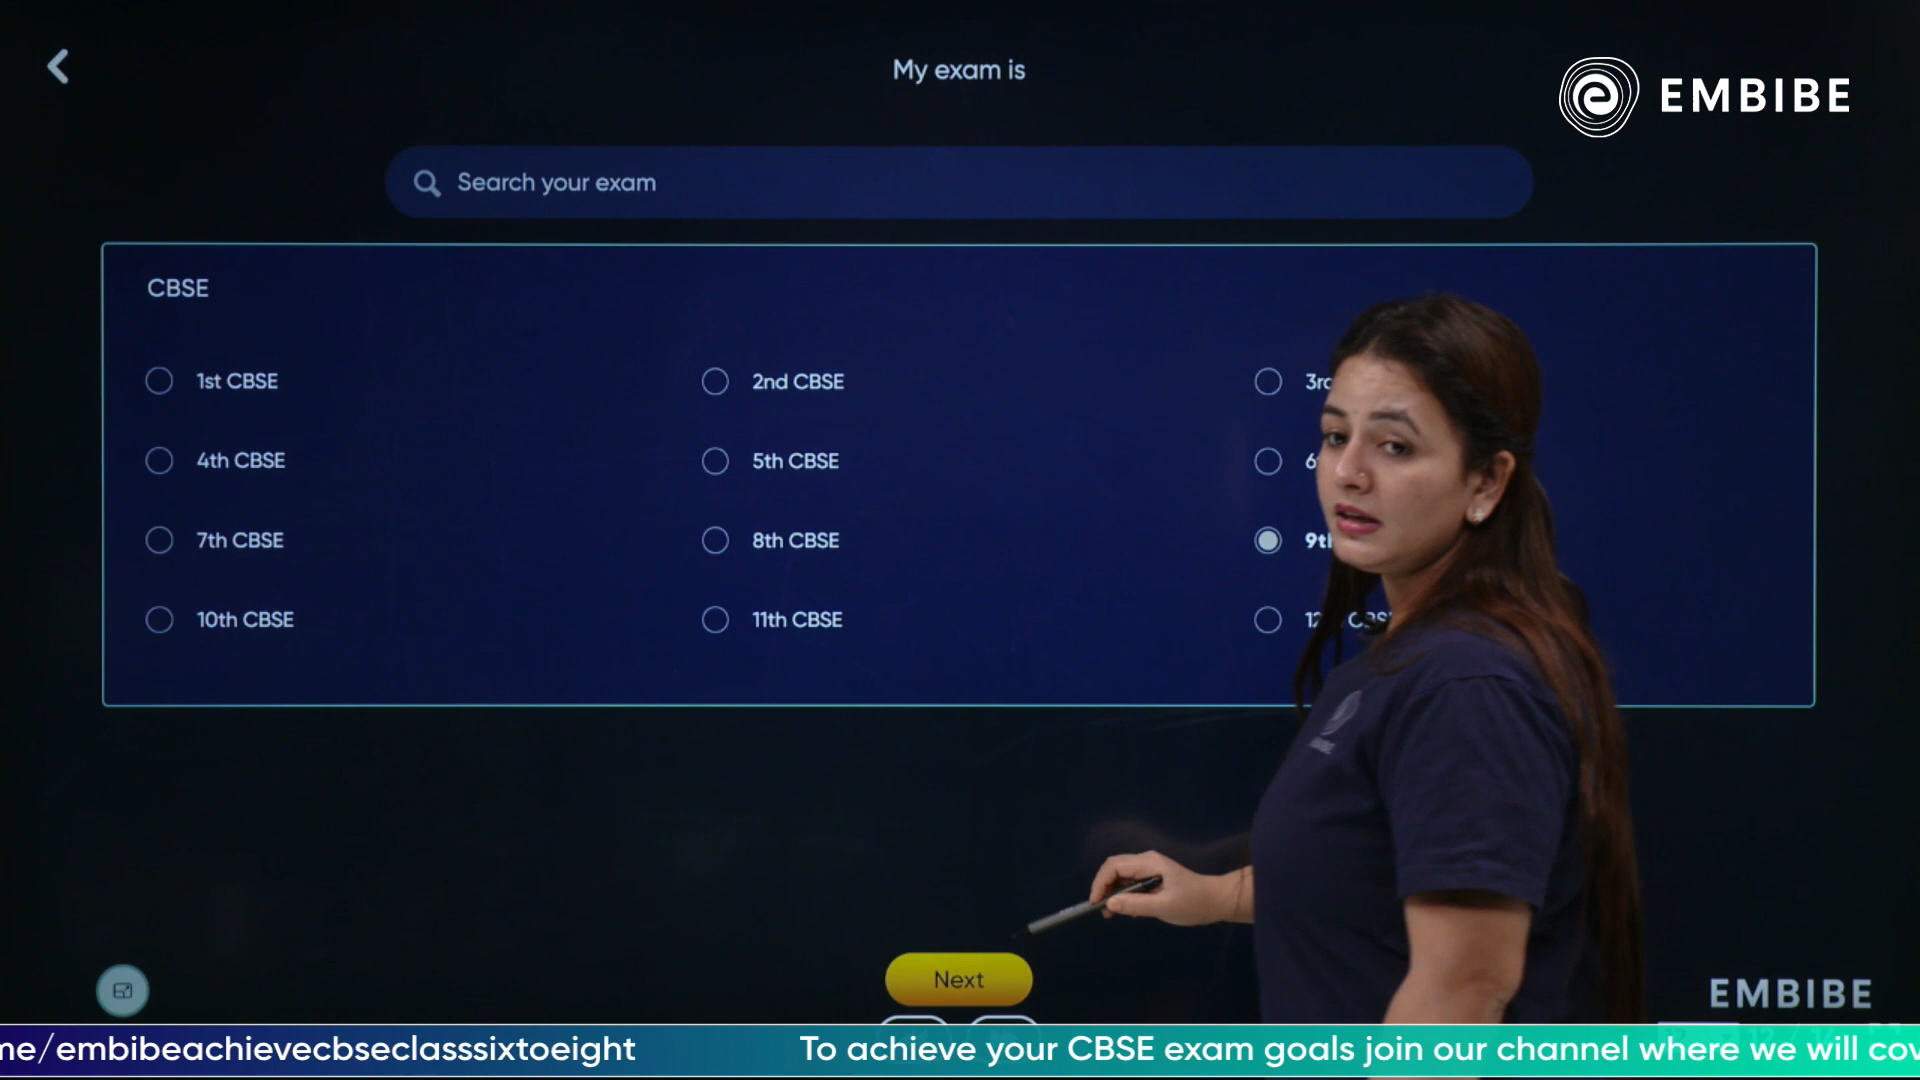 My exam is
EMBIBE
Search your exam
CBSE
1st CBSE
2nd CBSE
4th CBSE
5th CBSE
7th CBSE
8th CBSE
10th CBSE
11th CBSE
Next
EMBIBE
me/embibeachievecbseclasssixtoeight
To achieve your CBSE exam goals join our channel where we will